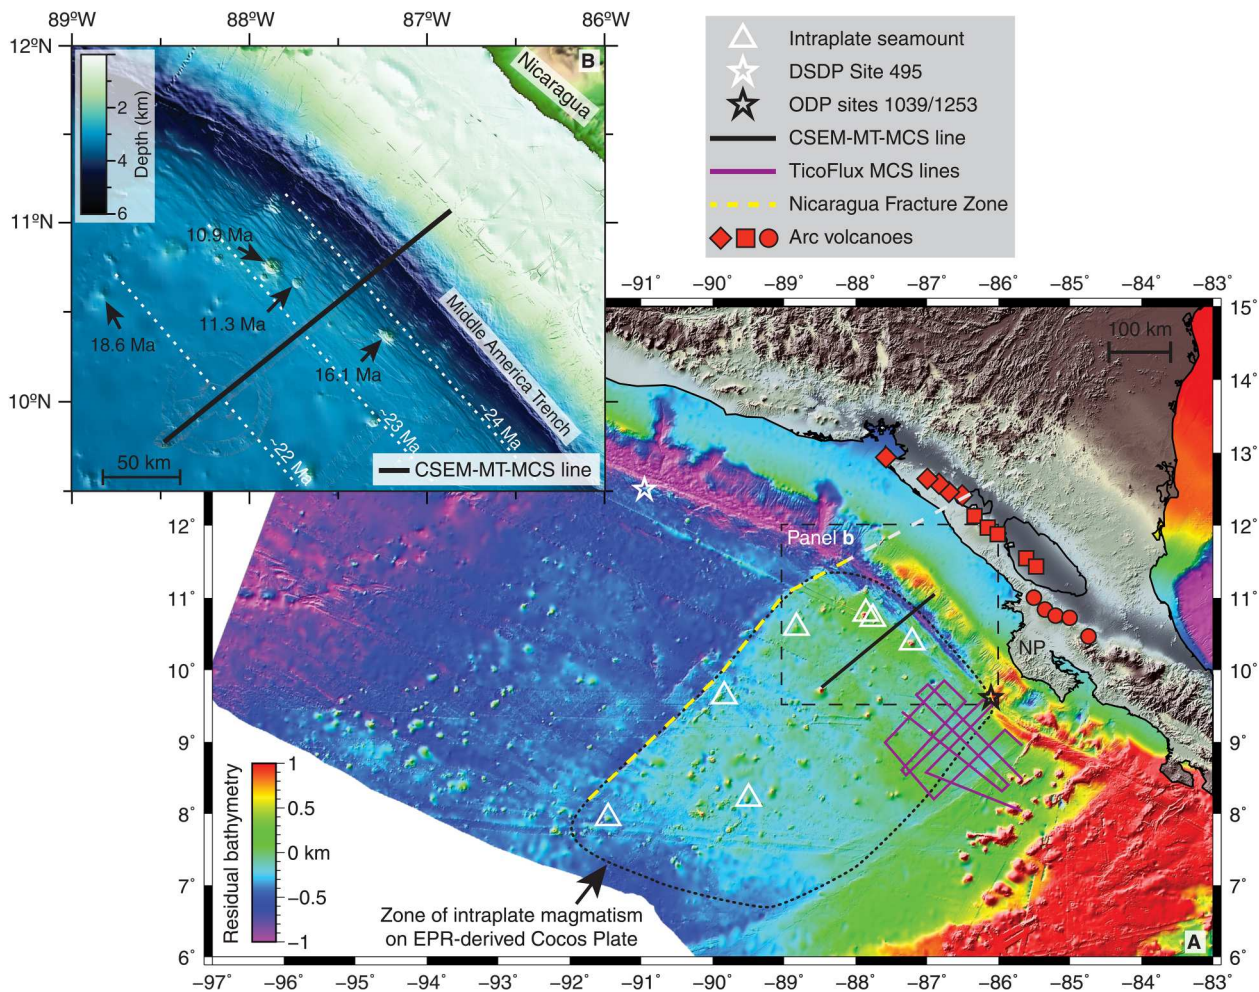 89ºW
88ºW
87ºW
86ºW
12ºN
11ºN
10ºN
B
Nicaragua
2
4
6
Depth (km)
10.9 Ma
11.3 Ma
18.6 Ma
16.1 Ma
Middle America Trench
~24 Ma
~23 Ma
~22 Ma
50 km
CSEM-MT-MCS line
Intraplate seamount
DSDP Site 495
ODP sites 1039/1253
CSEM-MT-MCS line
TicoFlux MCS lines
Nicaragua Fracture Zone
Arc volcanoes
−91°
−90°
−89°
−88°
−87°
−86°
−85°
−84°
−83°
15°
14°
13°
12°
11°
10°
9°
8°
7°
6°
100 km
Panel b
NP
12°
11°
10°
9°
8°
7°
6°
Residual bathymetry
1
0.5
0 km
−0.5
−1
Zone of intraplate magmatism
on EPR-derived Cocos Plate
A
−97°
−96°
−95°
−94°
−93°
−92°
−91°
−90°
−89°
−88°
−87°
−86°
−85°
−84°
−83°